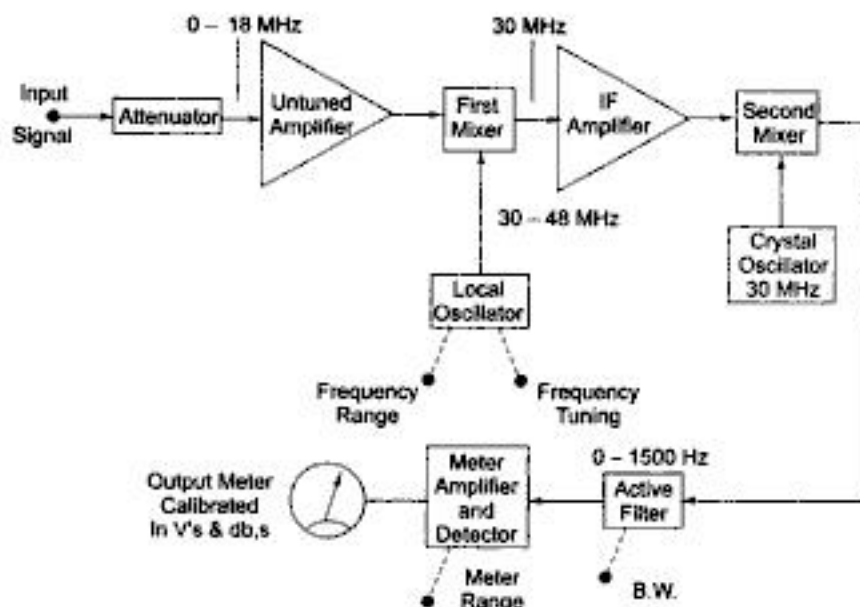 0 – 18 MHz
30 MHz
Input
Signal
Attenuator
Untuned
Amplifier
First
Mixer
IF
Amplifier
Second
Mixer
30 – 48 MHz
Crystal
Oscillator
30 MHz
Local
Oscillator
Frequency
Range
Frequency
Tuning
Output Meter
Calibrated
In V's & db,s
Meter
Amplifier
and
Detector
0 – 1500 Hz
Active
Filter
Meter
Range
B.W.